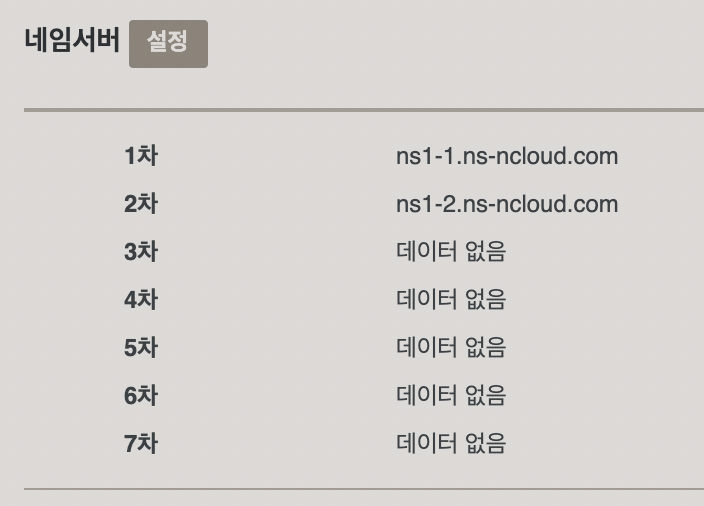 네임서버 설정
1차 ns1-1.ns-ncloud.com
2차 ns1-2.ns-ncloud.com
3차 데이터 없음
4차 데이터 없음
5차 데이터 없음
6차 데이터 없음
7차 데이터 없음